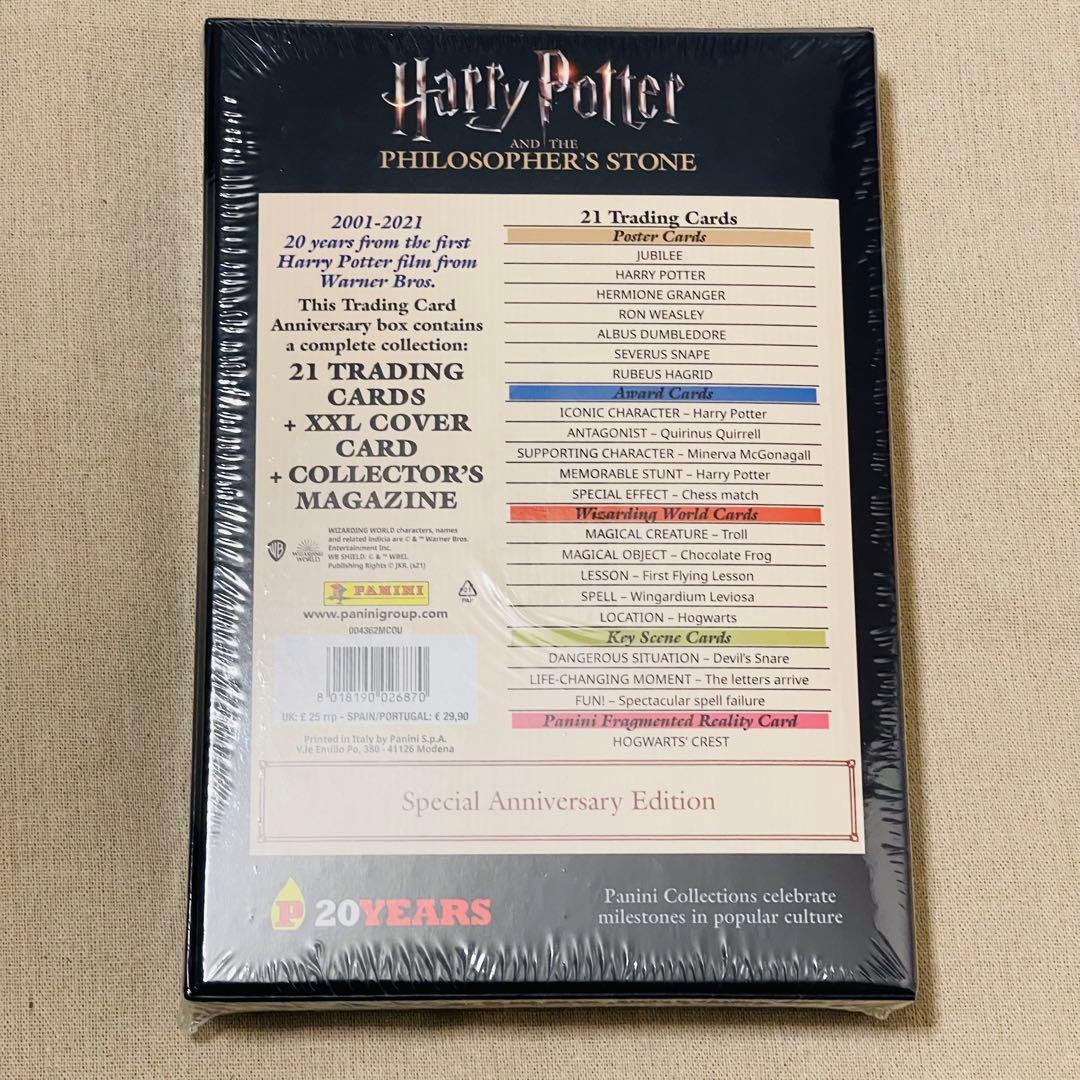 Harry Potter
AND THE
PHILOSOPHER'S STONE
2001-2021
20 years from the first
Harry Potter film from
Warner Bros.
This Trading Card
Anniversary box contains
a complete collection:
21 TRADING
CARDS
+ XXL COVER
CARD
+ COLLECTOR'S
MAGAZINE
WB
WIZARDING
WORLD
WIZARDING WORLD characters, names
and related indicia are © & ™ Warner Bros.
Entertainment Inc.
WB SHIELD: © & ™ WBEI.
Publishing Rights © JKR. (s21)
PANINI
21
PAP
www.paninigroup.com
004362MCOU
8 018190 026870
UK: £ 25 rrp - SPAIN/PORTUGAL: € 29,90
Printed in Italy by Panini S.p.A.
V.le Emilio Po, 380 - 41126 Modena
21 Trading Cards
Poster Cards
JUBILEE
HARRY POTTER
HERMIONE GRANGER
RON WEASLEY
ALBUS DUMBLEDORE
SEVERUS SNAPE
RUBEUS HAGRID
Award Cards
ICONIC CHARACTER – Harry Potter
ANTAGONIST – Quirinus Quirrell
SUPPORTING CHARACTER – Minerva McGonagall
MEMORABLE STUNT – Harry Potter
SPECIAL EFFECT – Chess match
Wizarding World Cards
MAGICAL CREATURE – Troll
MAGICAL OBJECT – Chocolate Frog
LESSON – First Flying Lesson
SPELL – Wingardium Leviosa
LOCATION – Hogwarts
Key Scene Cards
DANGEROUS SITUATION – Devil's Snare
LIFE-CHANGING MOMENT – The letters arrive
FUN! – Spectacular spell failure
Panini Fragmented Reality Card
HOGWARTS' CREST
Special Anniversary Edition
P 20YEARS
Panini Collections celebrate
milestones in popular culture